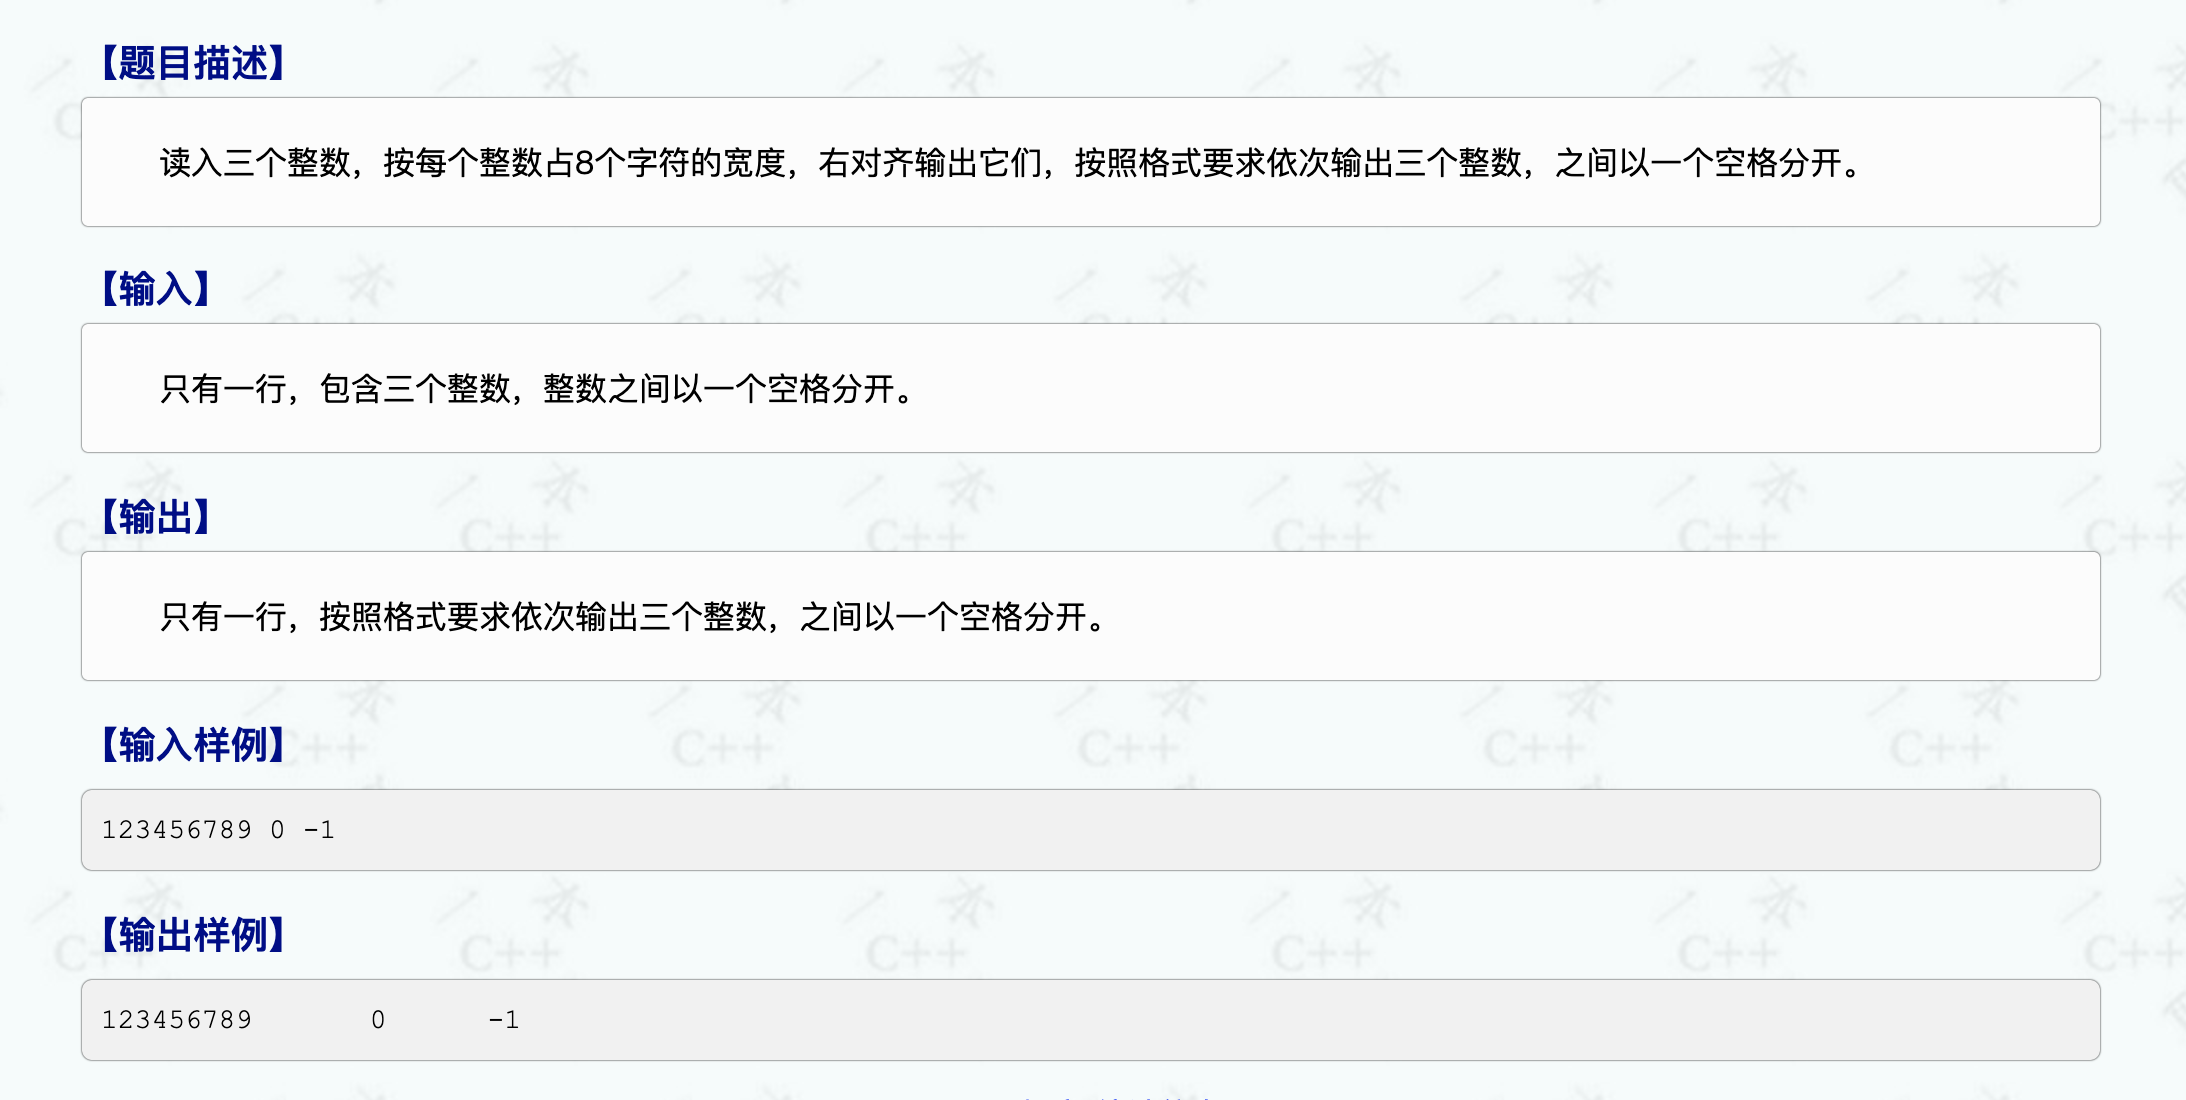 【题目描述】
读入三个整数，按每个整数占8个字符的宽度，右对齐输出它们，按照格式要求依次输出三个整数，之间以一个空格分开。
【输入】
只有一行，包含三个整数，整数之间以一个空格分开。
【输出】
只有一行，按照格式要求依次输出三个整数，之间以一个空格分开。
【输入样例】
123456789 0 -1
【输出样例】
123456789       0      -1